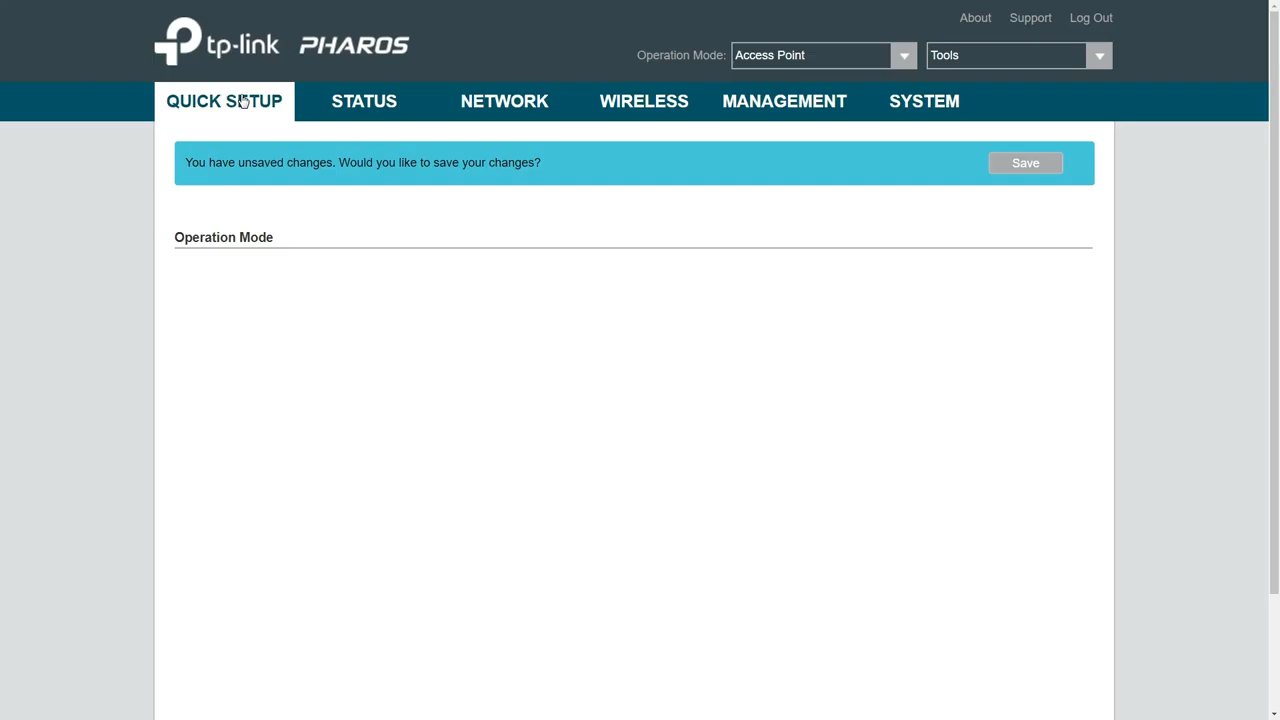 About Support Log Out
tp-link PHAROS
Operation Mode: Access Point Tools
QUICK SETUP STATUS NETWORK WIRELESS MANAGEMENT SYSTEM
You have unsaved changes. Would you like to save your changes? Save
Operation Mode